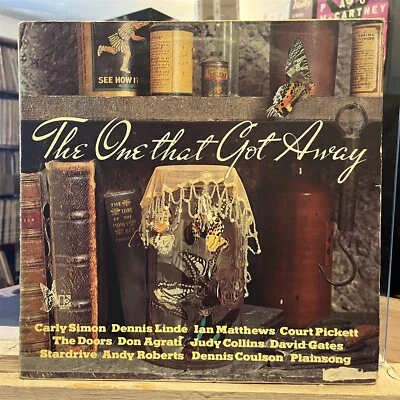 McCARTNEY
SEE HOW IT
The One that Got Away
Carly Simon Dennis Linde Ian Matthews Court Pickett
The Doors Don Agrati Judy Collins David Gates
Stardrive Andy Roberts Dennis Coulson Plainsong